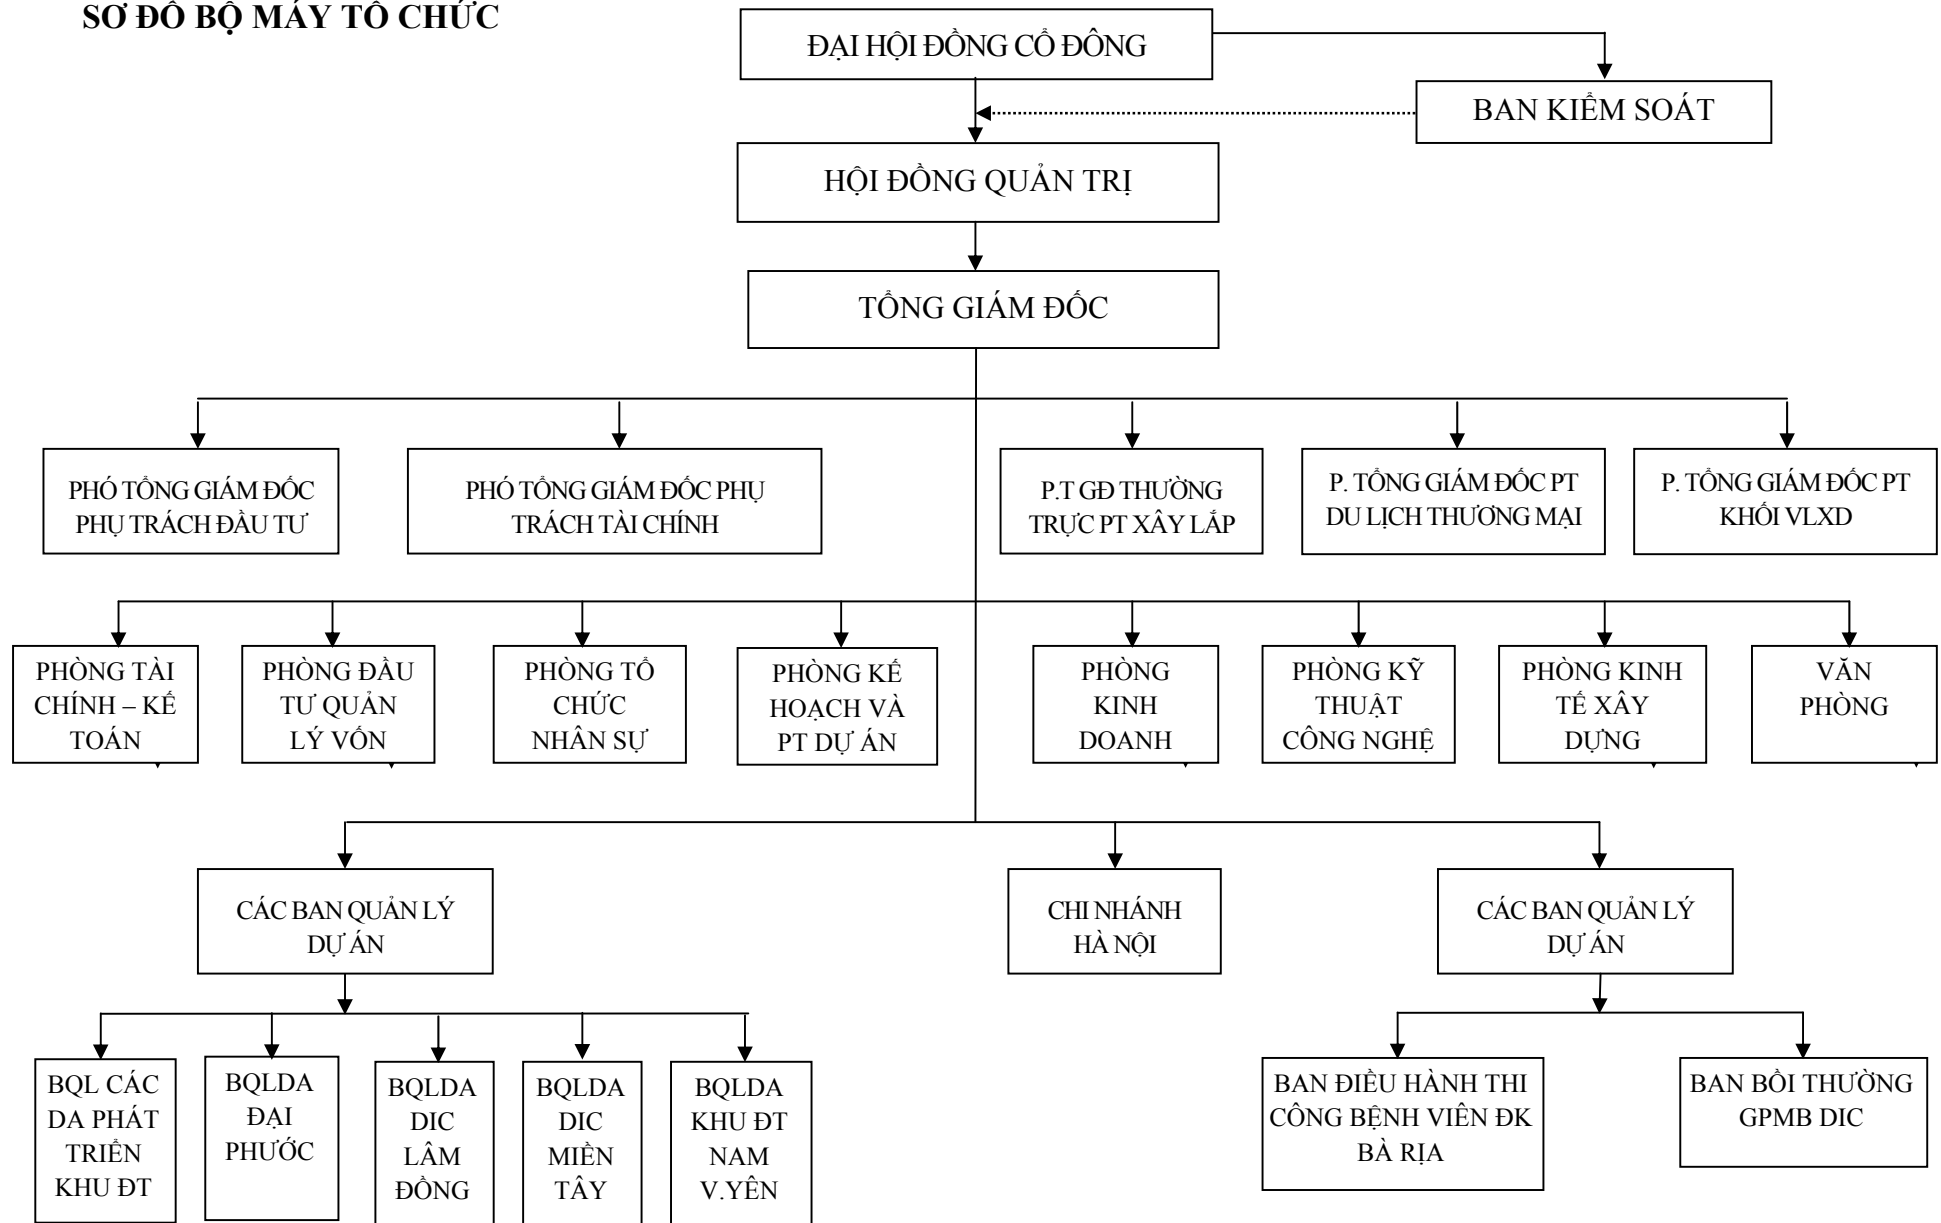 SƠ ĐỒ BỘ MÁY TỔ CHỨC
ĐẠI HỘI ĐỒNG CỔ ĐÔNG
BAN KIỂM SOÁT
HỘI ĐỒNG QUẢN TRỊ
TỔNG GIÁM ĐỐC
PHÓ TỔNG GIÁM ĐỐC
PHỤ TRÁCH ĐẦU TƯ
PHÓ TỔNG GIÁM ĐỐC PHỤ
TRÁCH TÀI CHÍNH
P.T GĐ THƯỜNG
TRỰC PT XÂY LẮP
P. TỔNG GIÁM ĐỐC PT
DU LỊCH THƯƠNG MẠI
P. TỔNG GIÁM ĐỐC PT
KHỐI VLXD
PHÒNG TÀI
CHÍNH – KẾ
TOÁN
PHÒNG ĐẦU
TƯ QUẢN
LÝ VỐN
PHÒNG TỔ
CHỨC
NHÂN SỰ
PHÒNG KẾ
HOẠCH VÀ
PT DỰ ÁN
PHÒNG
KINH
DOANH
PHÒNG KỸ
THUẬT
CÔNG NGHỆ
PHÒNG KINH
TẾ XÂY
DỰNG
VĂN
PHÒNG
CÁC BAN QUẢN LÝ
DỰ ÁN
CHI NHÁNH
HÀ NỘI
CÁC BAN QUẢN LÝ
DỰ ÁN
BQL CÁC
DA PHÁT
TRIỂN
KHU ĐT
BQLDA
ĐẠI
PHƯỚC
BQLDA
DIC
LÂM
ĐỒNG
BQLDA
DIC
MIỀN
TÂY
BQLDA
KHU ĐT
NAM
V.YÊN
BAN ĐIỀU HÀNH THI
CÔNG BỆNH VIÊN ĐK
BÀ RỊA
BAN BỒI THƯỜNG
GPMB DIC